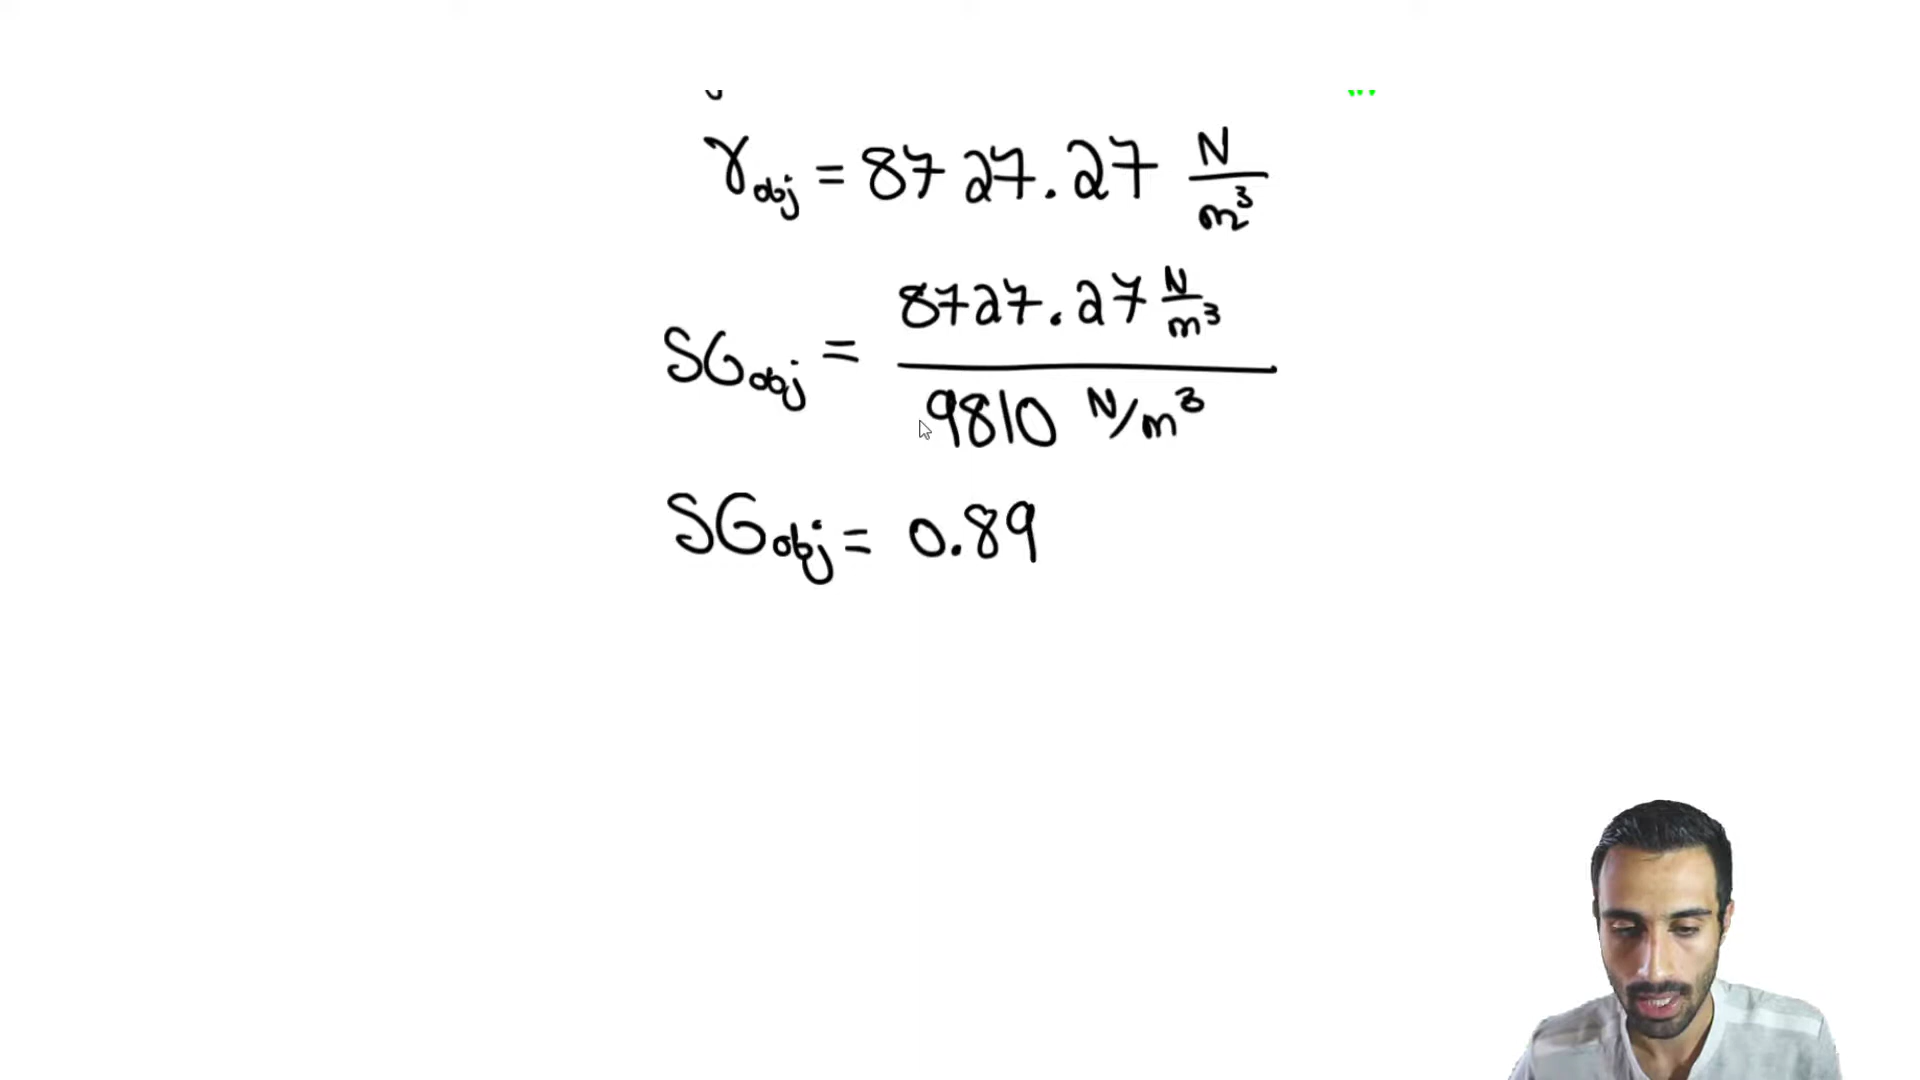 γobj = 8727.27 N/m³
SGobj = 8727.27 N/m³ / 9810 N/m³
SGobj = 0.89